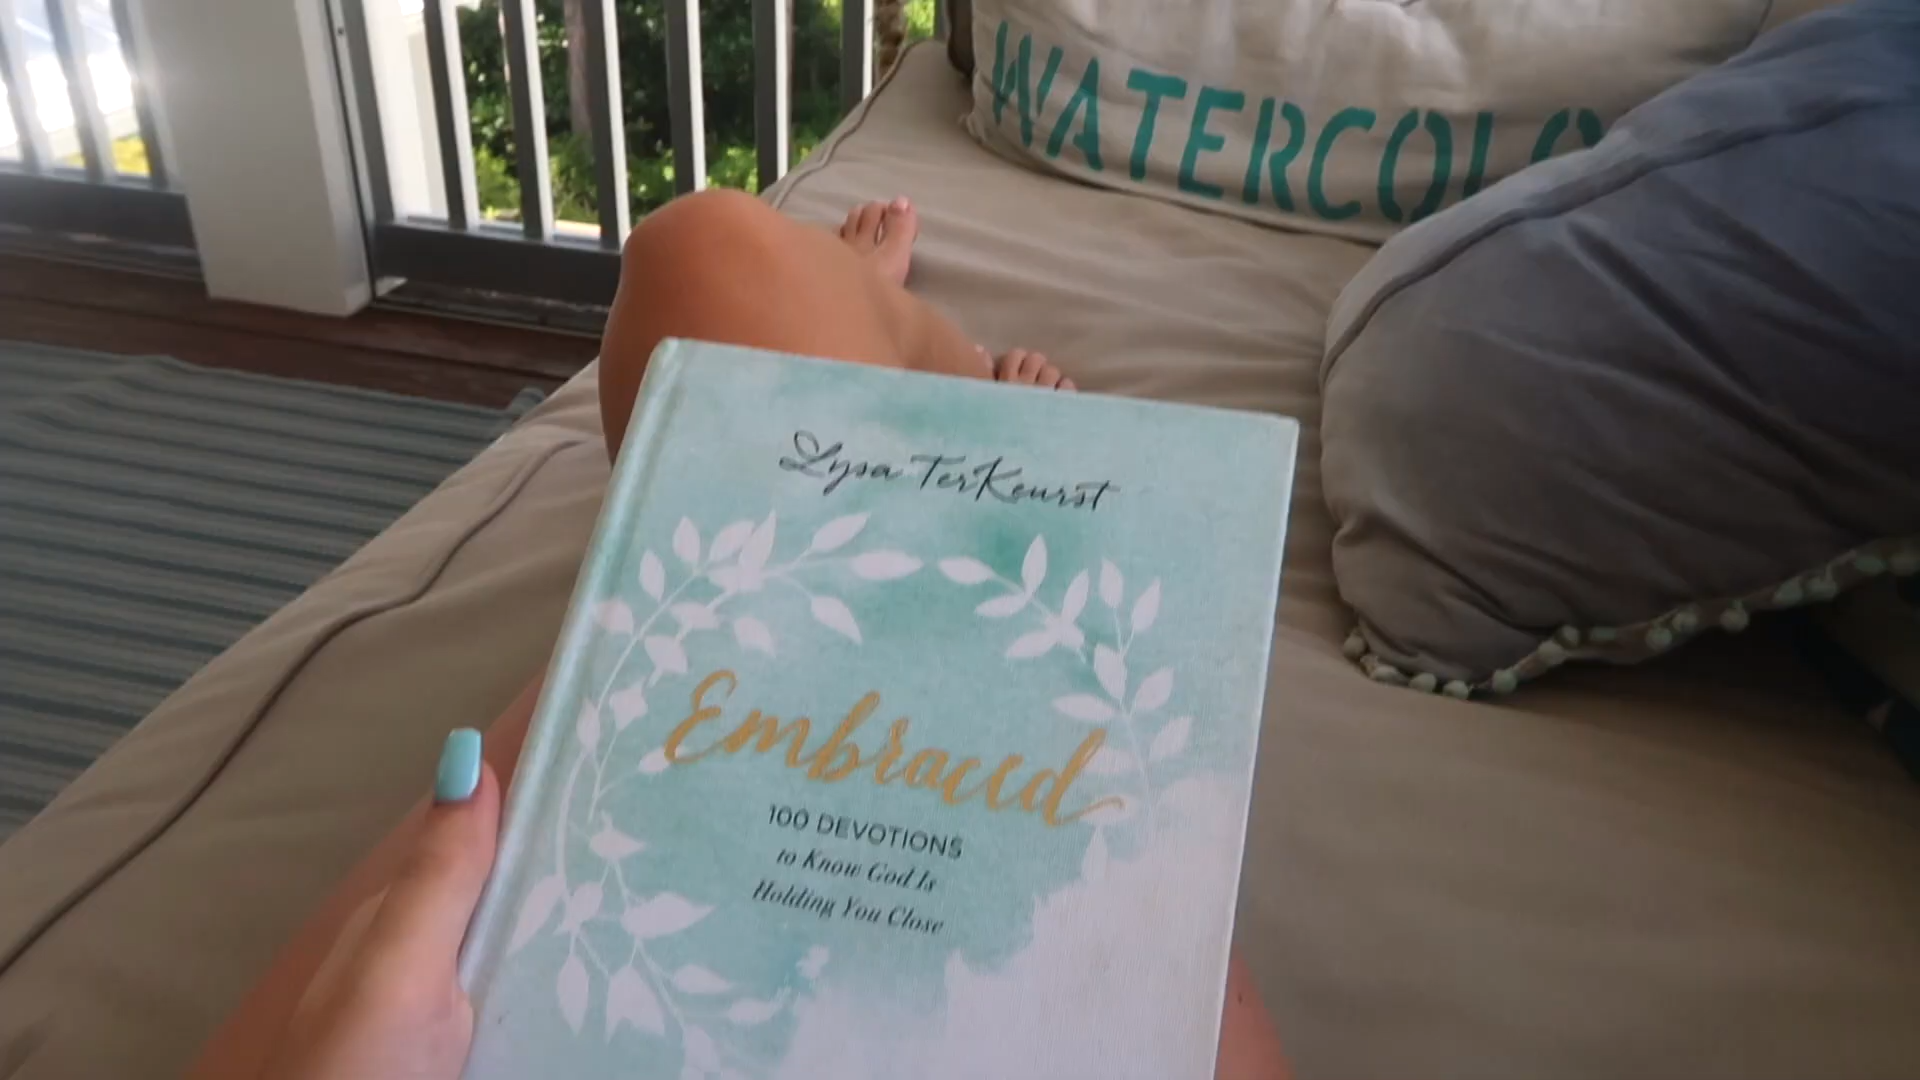 WATERCOLO
Lysa TerKeurst
Embraced
100 DEVOTIONS
to Know God Is
Holding You Close